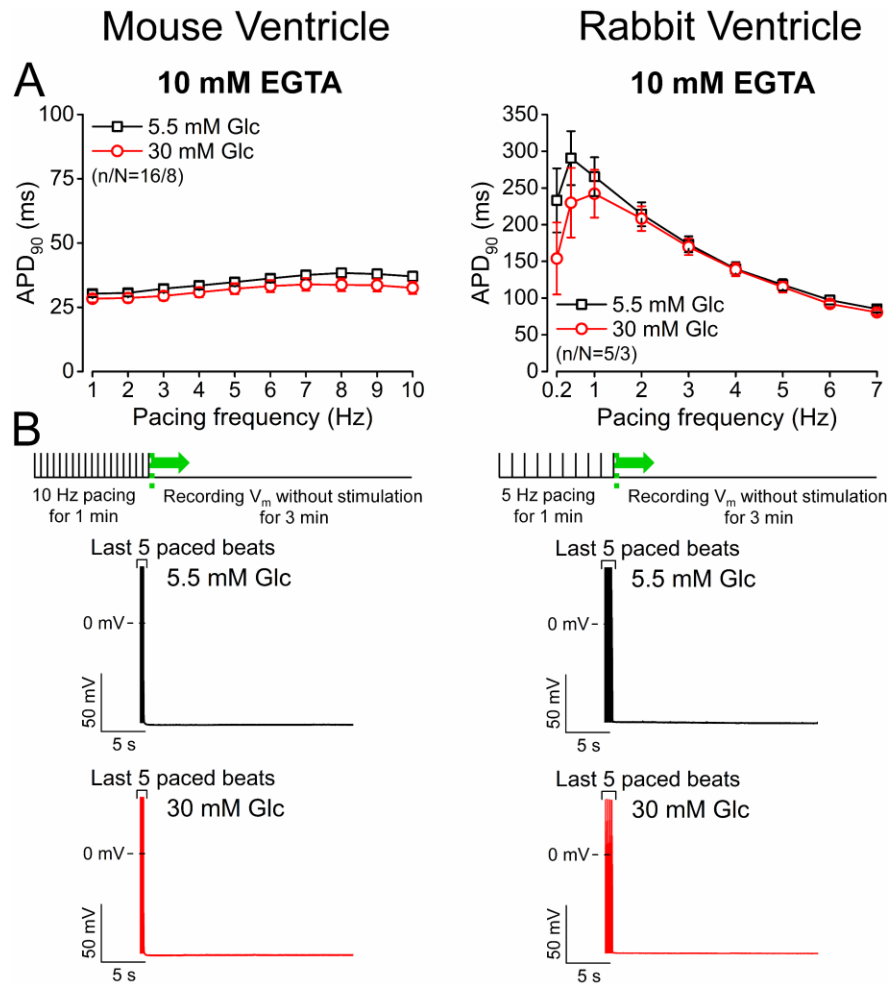 Mouse Ventricle
Rabbit Ventricle
A
10 mM EGTA
100
75
50
25
0
APD₉₀ (ms)
5.5 mM Glc
30 mM Glc
(n/N=16/8)
1 2 3 4 5 6 7 8 9 10
Pacing frequency (Hz)
10 mM EGTA
350
300
250
200
150
100
50
0
APD₉₀ (ms)
5.5 mM Glc
30 mM Glc
(n/N=5/3)
0.2 1 2 3 4 5 6 7
Pacing frequency (Hz)
B
10 Hz pacing
for 1 min
Recording Vₘ without stimulation
for 3 min
Last 5 paced beats
5.5 mM Glc
0 mV
50 mV
5 s
Last 5 paced beats
30 mM Glc
0 mV
50 mV
5 s
5 Hz pacing
for 1 min
Recording Vₘ without stimulation
for 3 min
Last 5 paced beats
5.5 mM Glc
0 mV
50 mV
5 s
Last 5 paced beats
30 mM Glc
0 mV
50 mV
5 s